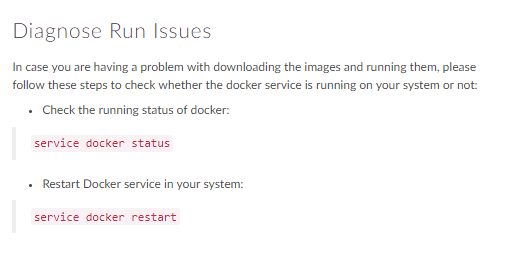 Diagnose Run Issues
In case you are having a problem with downloading the images and running them, please
follow these steps to check whether the docker service is running on your system or not:
• Check the running status of docker:
service docker status
• Restart Docker service in your system:
service docker restart